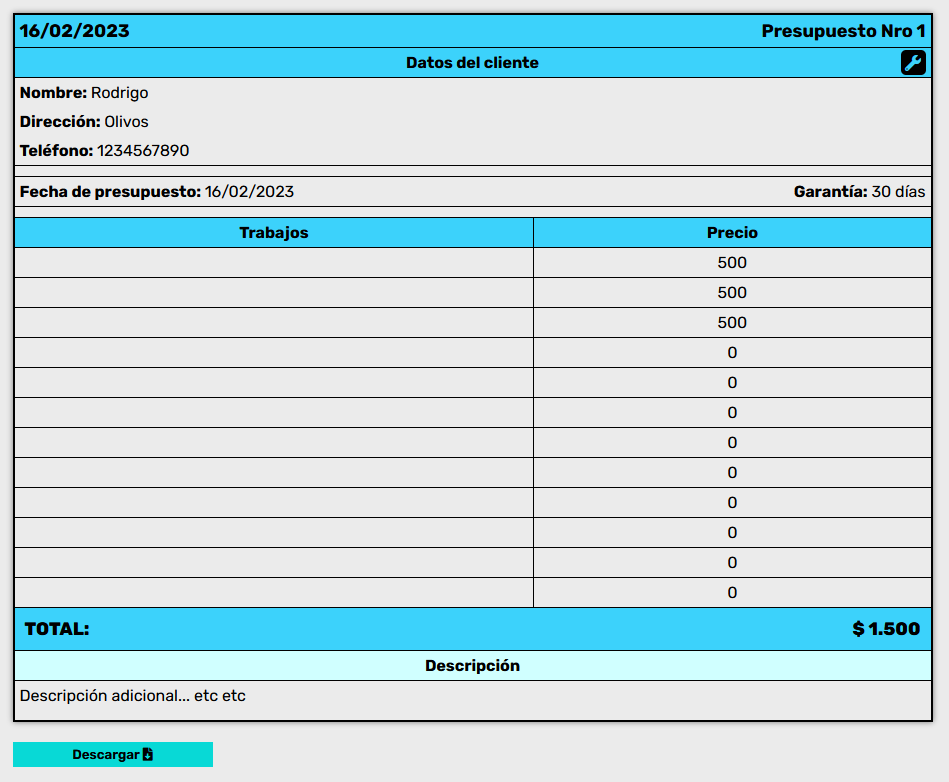 16/02/2023 Presupuesto Nro 1
Datos del cliente
Nombre: Rodrigo
Dirección: Olivos
Teléfono: 1234567890
Fecha de presupuesto: 16/02/2023 Garantía: 30 días
Trabajos Precio
500
500
500
0
0
0
0
0
0
0
0
0
TOTAL: $ 1.500
Descripción
Descripción adicional... etc etc
Descargar